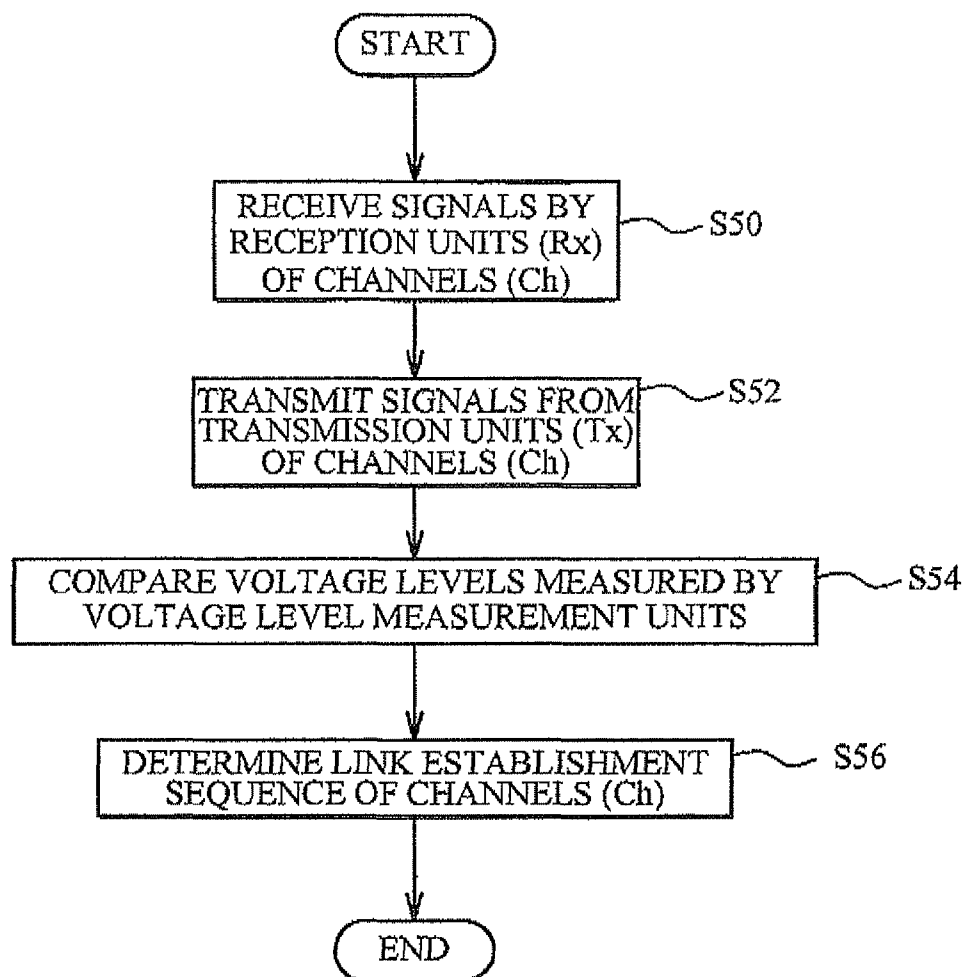 START
RECEIVE SIGNALS BY
RECEPTION UNITS (Rx)
OF CHANNELS (Ch)
S50
TRANSMIT SIGNALS FROM
TRANSMISSION UNITS (Tx)
OF CHANNELS (Ch)
S52
COMPARE VOLTAGE LEVELS MEASURED BY
VOLTAGE LEVEL MEASUREMENT UNITS
S54
DETERMINE LINK ESTABLISHMENT
SEQUENCE OF CHANNELS (Ch)
S56
END